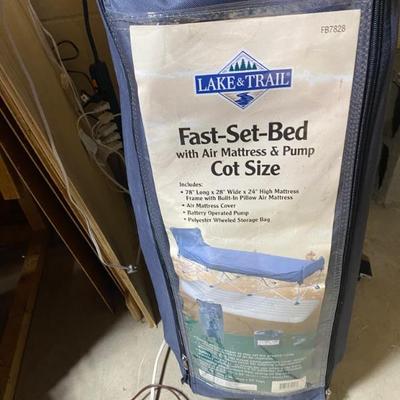 FB7828
LAKE & TRAIL®
Fast-Set-Bed
with Air Mattress & Pump
Cot Size
Includes:
• 78" Long x 28" Wide x 24" High Mattress
Frame with Built-In Pillow Air Mattress
• Air Mattress Cover
• Battery Operated Pump
• Polyester Wheeled Storage Bag